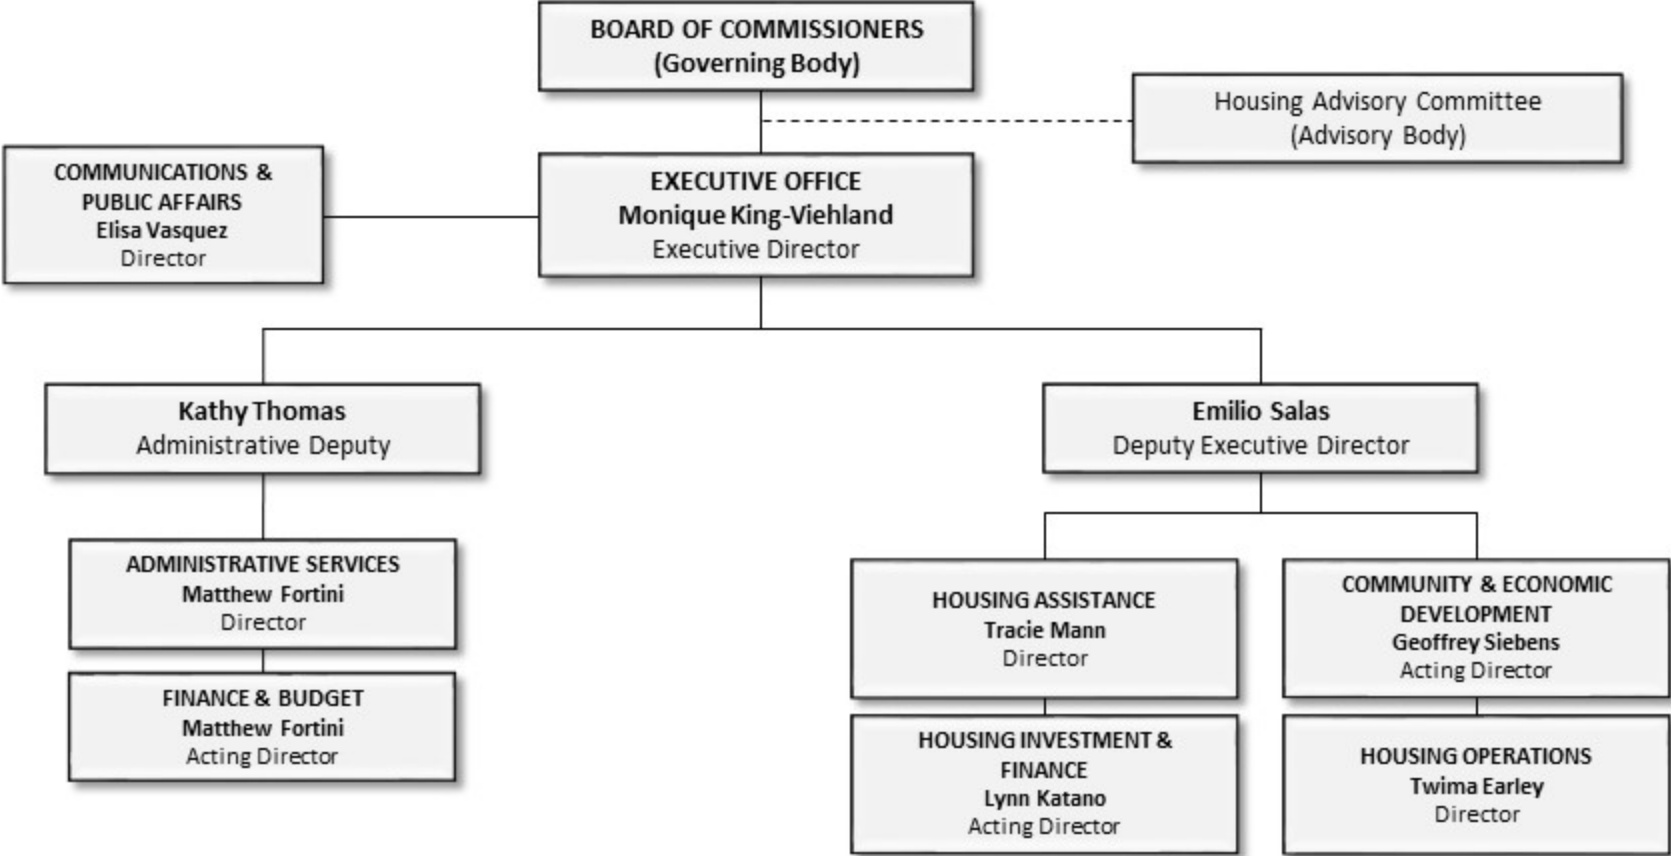 BOARD OF COMMISSIONERS
(Governing Body)
Housing Advisory Committee
(Advisory Body)
COMMUNICATIONS &
PUBLIC AFFAIRS
Elisa Vasquez
Director
EXECUTIVE OFFICE
Monique King-Viehland
Executive Director
Kathy Thomas
Administrative Deputy
Emilio Salas
Deputy Executive Director
ADMINISTRATIVE SERVICES
Matthew Fortini
Director
FINANCE & BUDGET
Matthew Fortini
Acting Director
HOUSING ASSISTANCE
Tracie Mann
Director
COMMUNITY & ECONOMIC
DEVELOPMENT
Geoffrey Siebens
Acting Director
HOUSING INVESTMENT &
FINANCE
Lynn Katano
Acting Director
HOUSING OPERATIONS
Twima Earley
Director